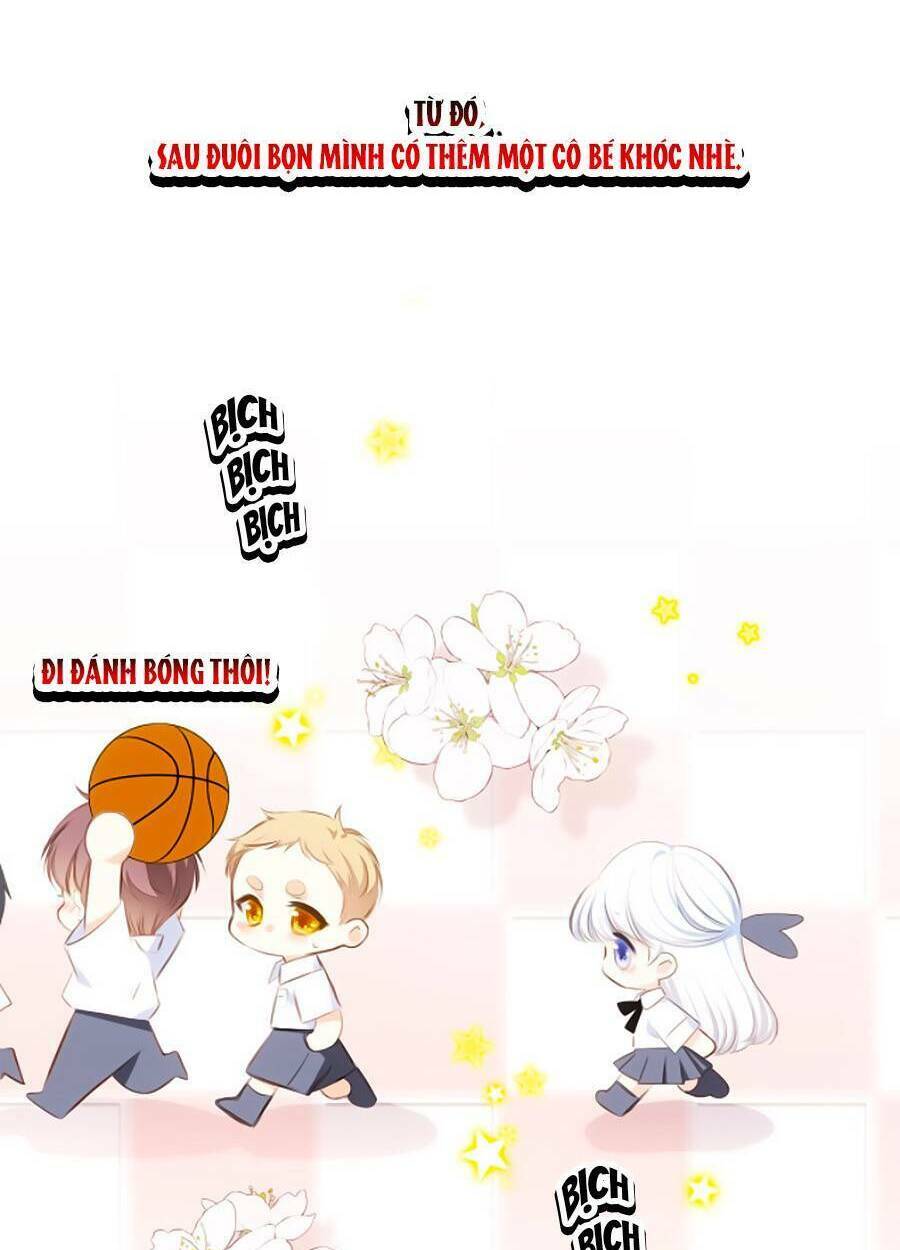 TỪ ĐÓ,
SAU ĐUÔI BỌN MÌNH CÓ THÊM MỘT CÔ BÉ KHÓC NHÈ.
BỊCH
BỊCH
BỊCH
ĐI ĐÁNH BÓNG THÔI!
BỊCH
BỊCH